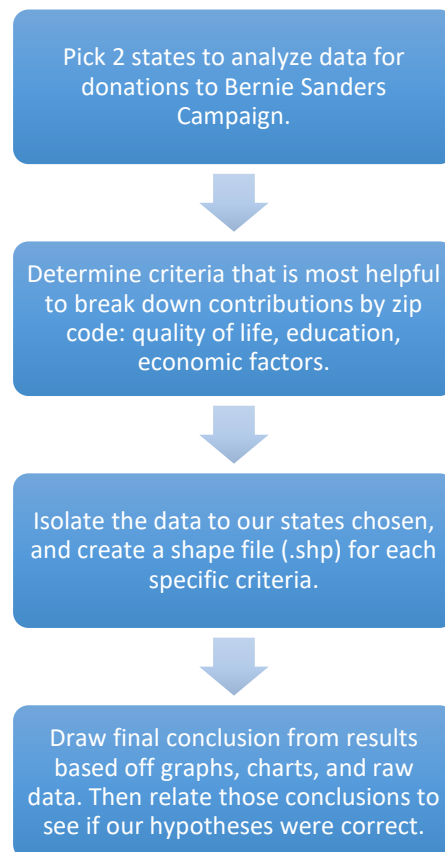 Pick 2 states to analyze data for
donations to Bernie Sanders
Campaign.
Determine criteria that is most helpful
to break down contributions by zip
code: quality of life, education,
economic factors.
Isolate the data to our states chosen,
and create a shape file (.shp) for each
specific criteria.
Draw final conclusion from results
based off graphs, charts, and raw
data. Then relate those conclusions to
see if our hypotheses were correct.